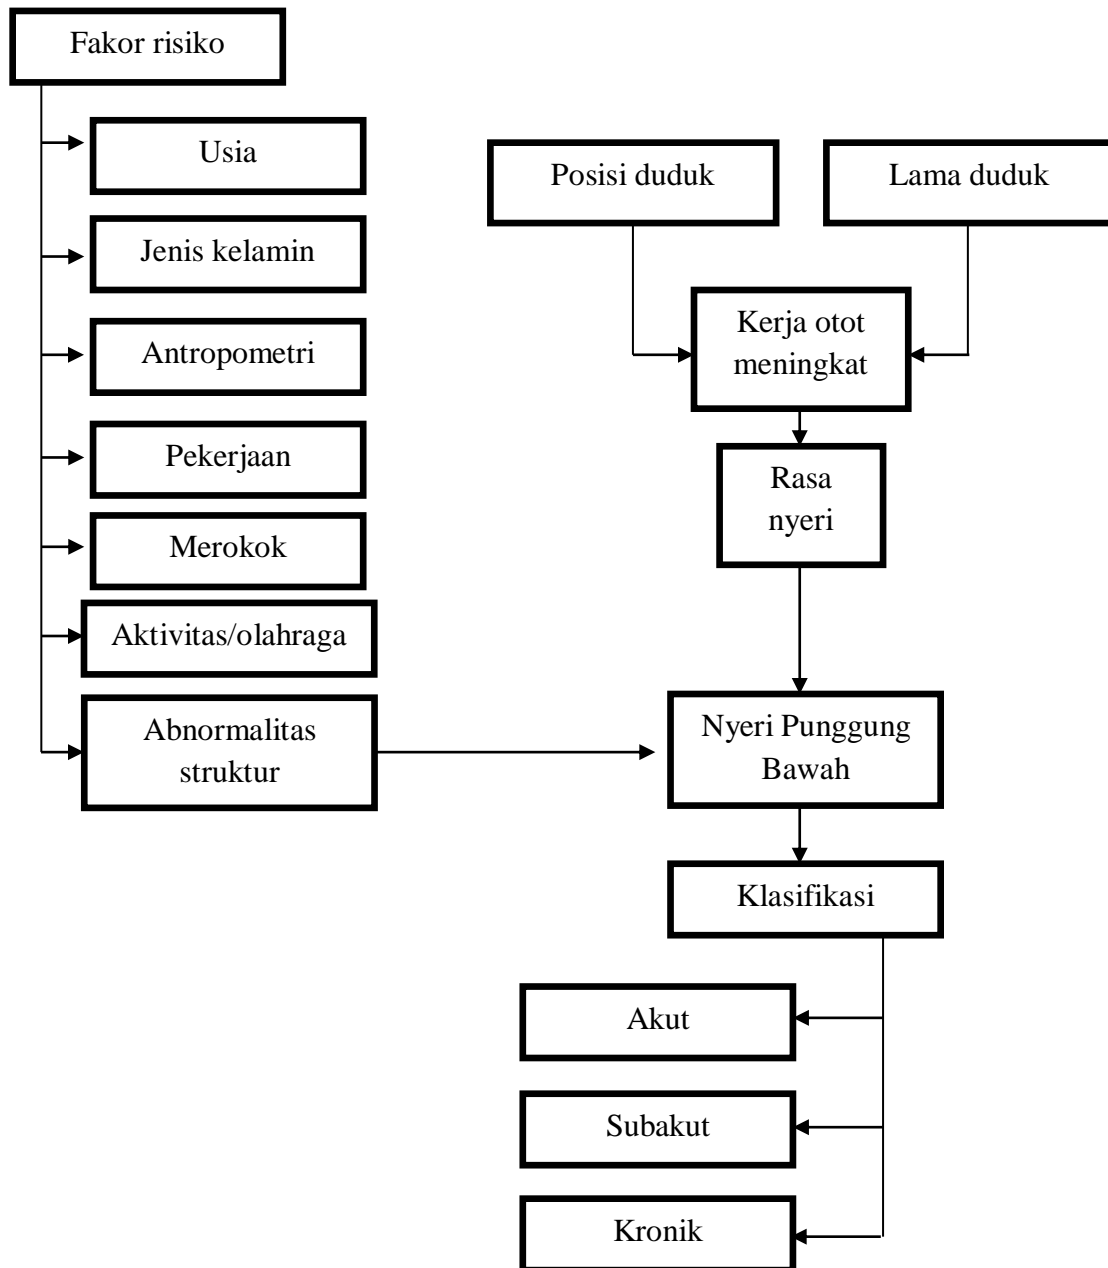 Fakor risiko
Usia
Jenis kelamin
Antropometri
Pekerjaan
Merokok
Aktivitas/olahraga
Abnormalitas
struktur
Posisi duduk
Lama duduk
Kerja otot
meningkat
Rasa
nyeri
Nyeri Punggung
Bawah
Klasifikasi
Akut
Subakut
Kronik